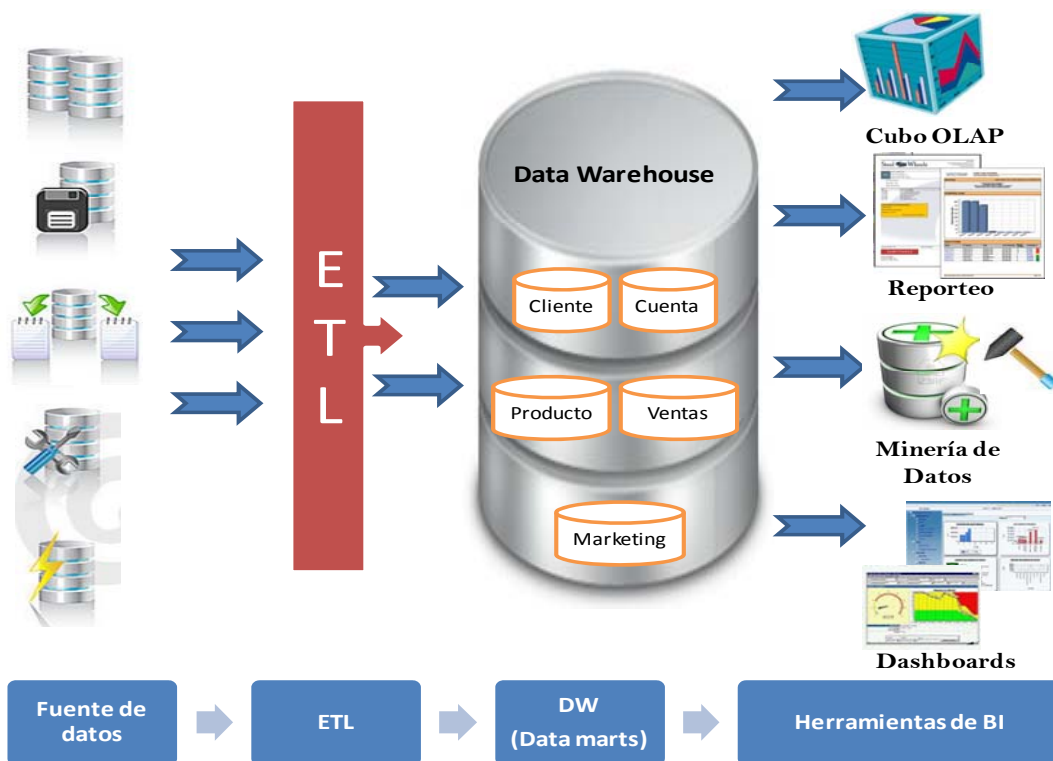 Cubo OLAP
Data Warehouse
E
T
L
Cliente
Cuenta
Reporteo
Producto
Ventas
Minería de
Datos
Marketing
Dashboards
Fuente de
datos
ETL
DW
(Data marts)
Herramientas de BI